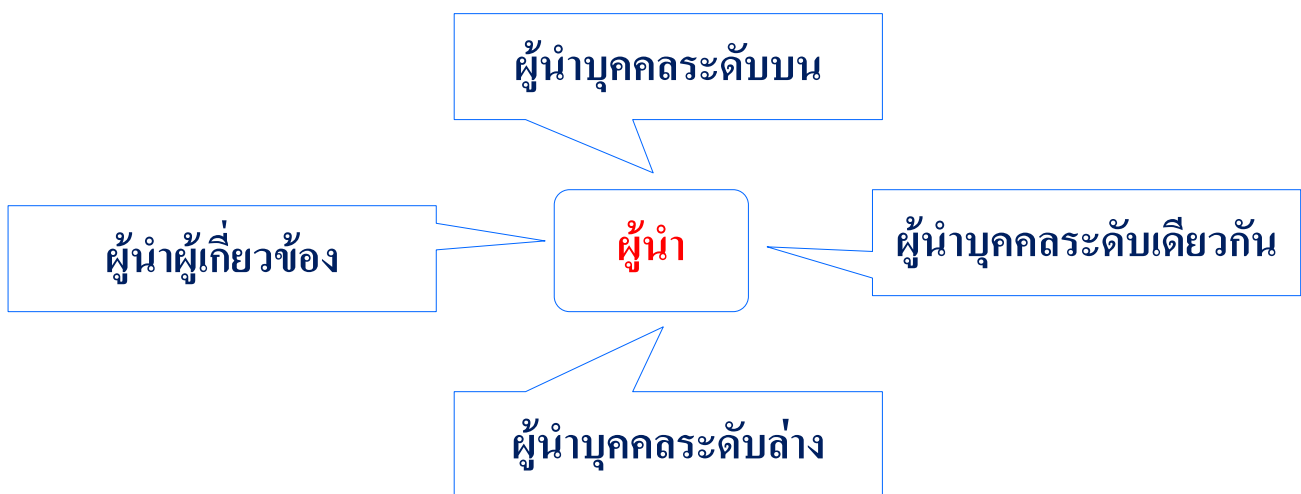 ผู้นำบุคคลระดับบน
ผู้นำผู้เกี่ยวข้อง
ผู้นำ
ผู้นำบุคคลระดับเดียวกัน
ผู้นำบุคคลระดับล่าง